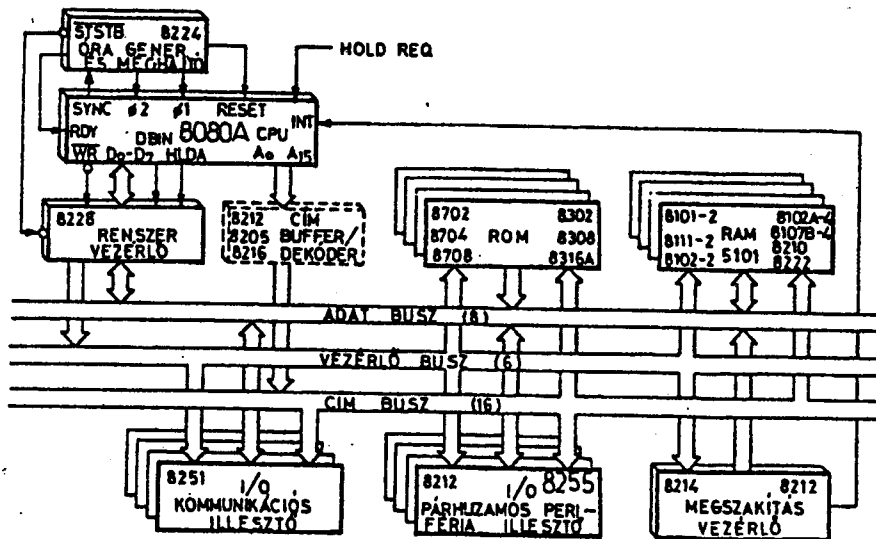 STSTB 8224
ÓRA GENER.
ÉS MEGHAJTÓ
HOLD REQ
SYNC ø2 ø1 RESET INT
RDY DBIN 8080A CPU
WR D0-D7 HLDA A0 A15
8228
RENSZER
VEZÉRLŐ
8212 CÍM
8205 BUFFER/
8216 DEKÓDER
8702 8302
8704 ROM 8308
8708 8316A
8101-2 8102A-4
8111-2 RAM 8107B-4
8102-2 5101 8210
8222
ADAT BUSZ (8)
VEZÉRLŐ BUSZ (6)
CÍM BUSZ (16)
8251 I/O
KOMMUNIKÁCIÓS
ILLESZTŐ
8212 I/O 8255
PÁRHUZAMOS PERI-
FÉRIA ILLESZTŐ
8214 8212
MEGSZAKÍTÁS
VEZÉRLŐ